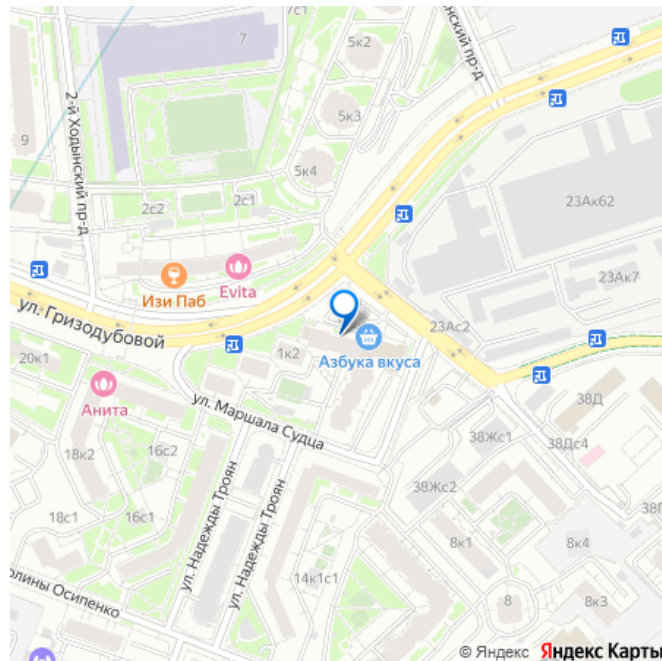 7с1
5к2
7
2-й Ходынский пр-д
Ходынский пр-д
5к3
9
5к4
23Ак62
2с2
2с1
Изи Паб
Evita
23Ак7
ул. Гризодубовой
23Ас2
20к1
1к2
Азбука вкуса
Анита
ул. Маршала Судца
38Д
38Жс1
38Дс4
18к2
16с2
38Жс2
18с1
16с1
ул. Надежды Троян
ул. Надежды Троян
8к1
8к4
14к1с1
олины Осипенко
8
8к3
© Яндекс Яндекс Карты